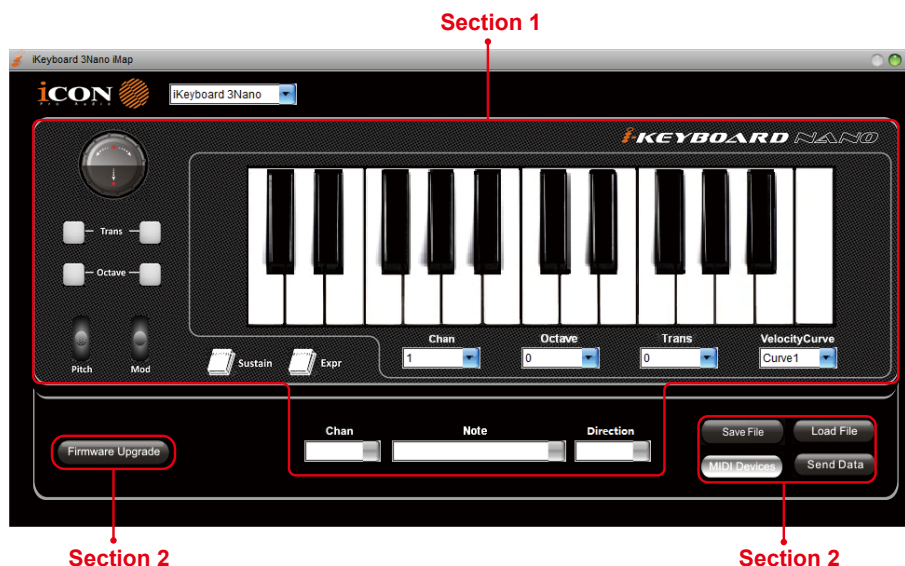 Section 1
iKeyboard 3Nano iMap
iCON
Pro Audio
iKeyboard 3Nano
i-KEYBOARD NANO
Trans
Octave
Pitch
Mod
Sustain
Expr
Chan
Octave
Trans
VelocityCurve
1
0
0
Curve1
Firmware Upgrade
Chan
Note
Direction
Save File
Load File
MIDI Devices
Send Data
Section 2
Section 2